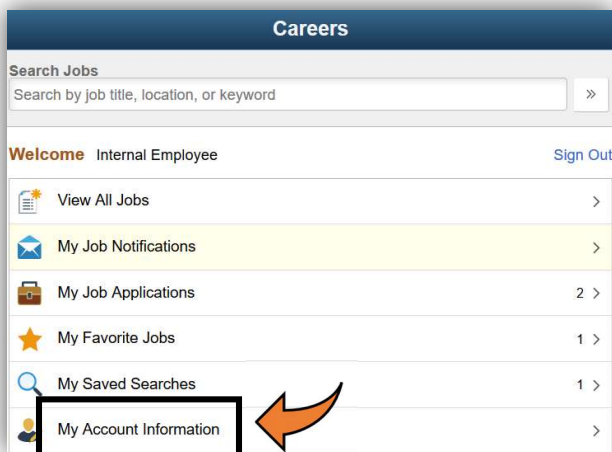 Careers
Search Jobs
Search by job title, location, or keyword
»
Welcome Internal Employee Sign Out
View All Jobs >
My Job Notifications >
My Job Applications 2 >
My Favorite Jobs 1 >
My Saved Searches 1 >
My Account Information >